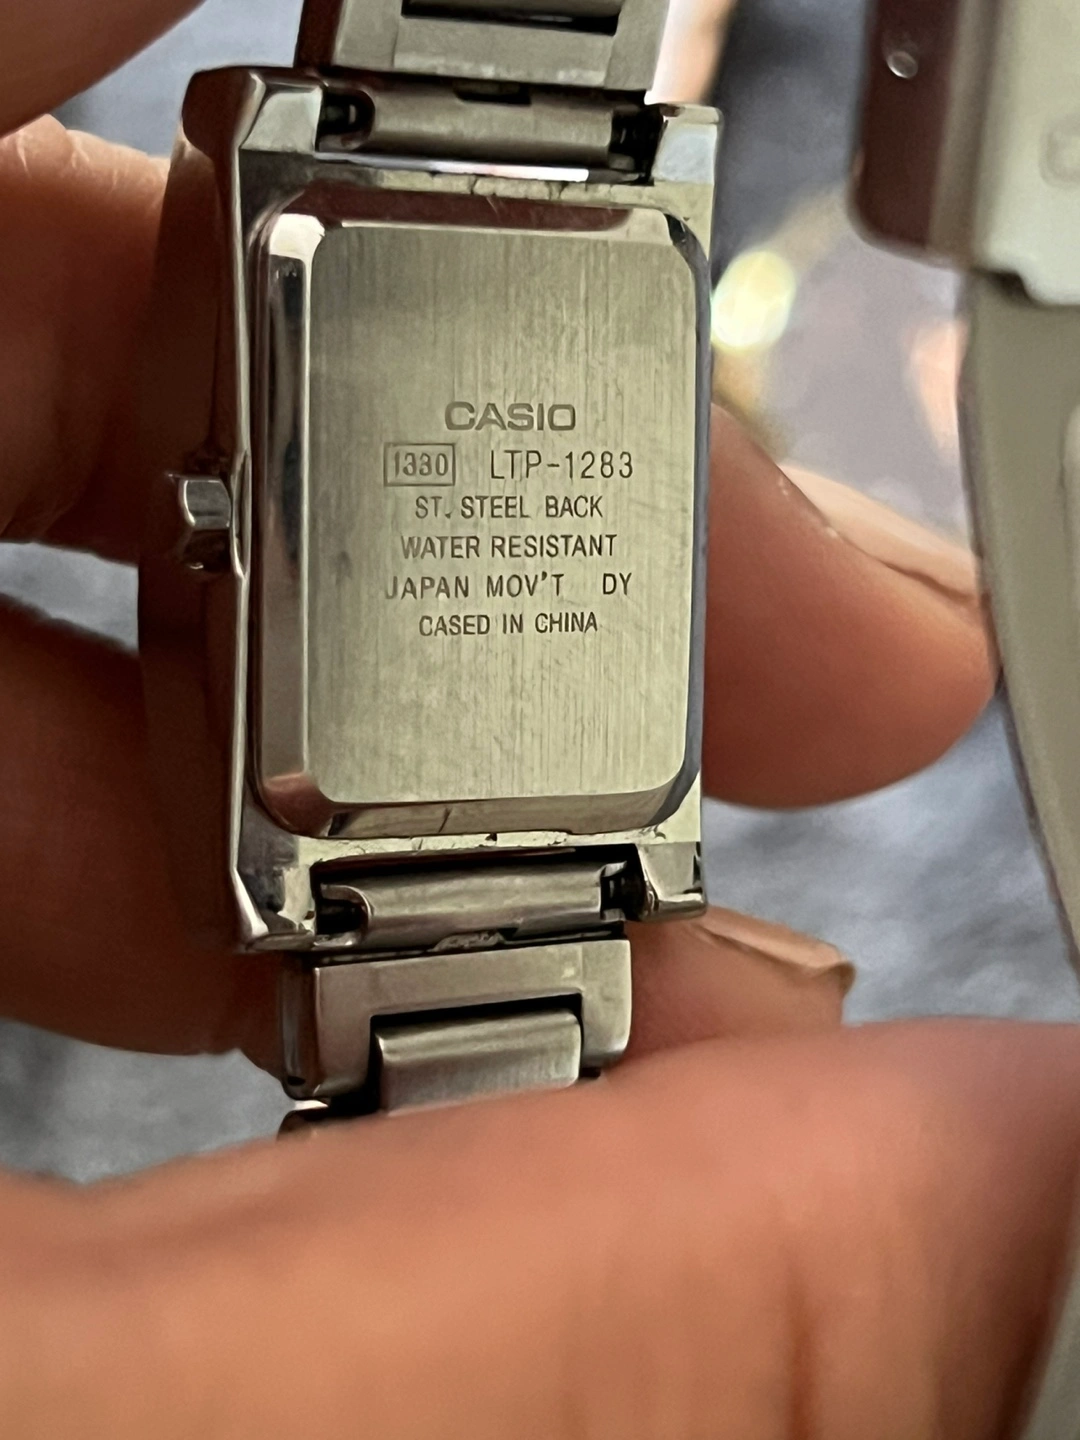 CASIO
1330 LTP-1283
ST. STEEL BACK
WATER RESISTANT
JAPAN MOV'T DY
CASED IN CHINA